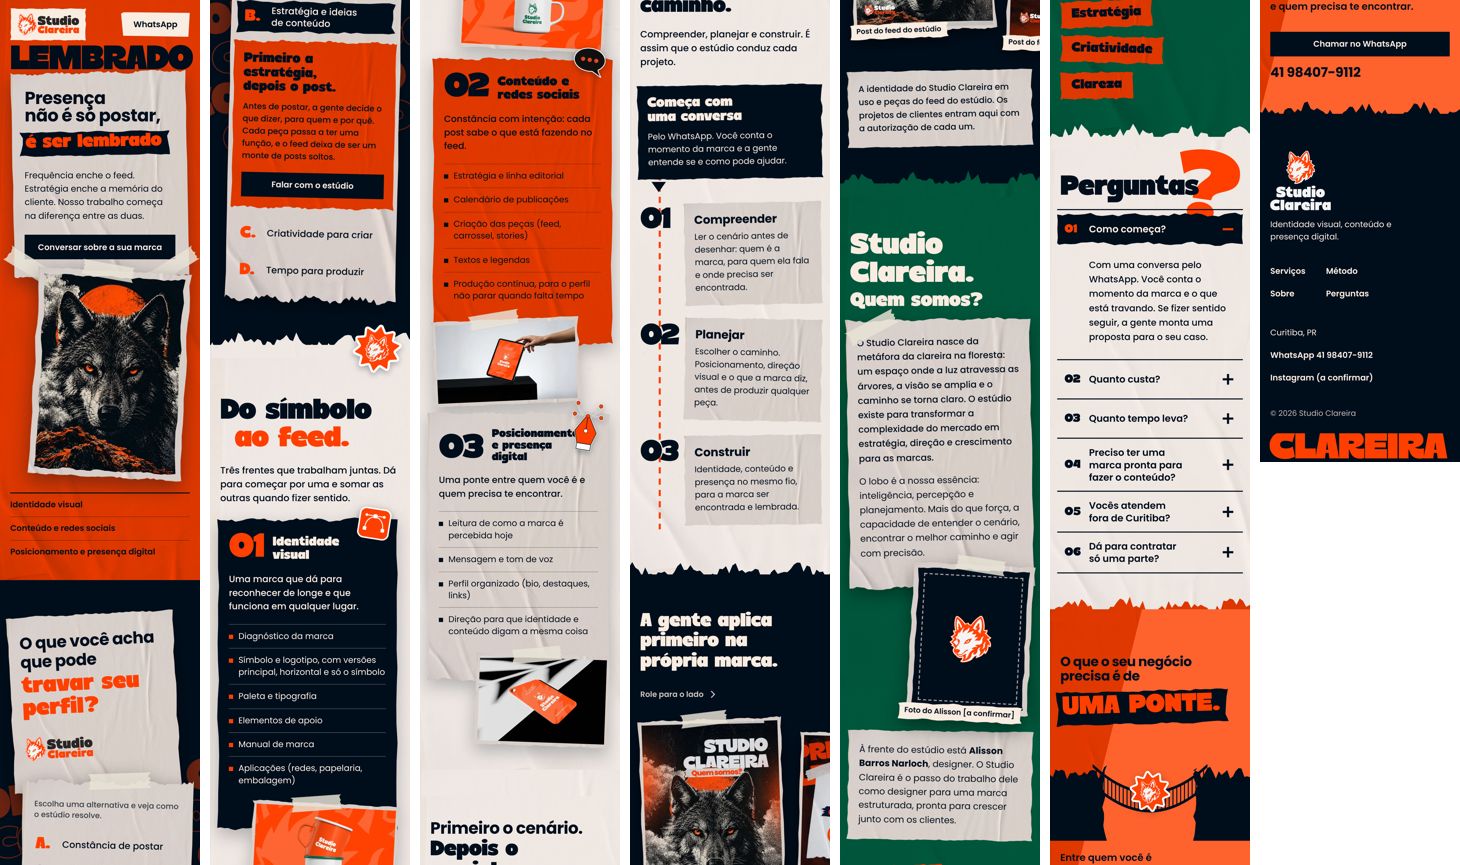 Studio
Clareira
WhatsApp
LEMBRADO
Presença
não é só postar,
é ser lembrado
Frequência enche o feed.
Estratégia enche a memória do
cliente. Nosso trabalho começa
na diferença entre as duas.
Conversar sobre a sua marca
Identidade visual
Conteúdo e redes sociais
Posicionamento e presença digital
O que você acha
que pode
travar seu
perfil?
Studio
Clareira
Escolha uma alternativa e veja como
o estúdio resolve.
A. Constância de postar
B. Estratégia e ideias
de conteúdo
Primeiro a
estratégia,
depois o post.
Antes de postar, a gente decide o
que dizer, para quem e por quê.
Cada peça passa a ter uma
função, e o feed deixa de ser um
monte de posts soltos.
Falar com o estúdio
C. Criatividade para criar
D. Tempo para produzir
Do símbolo
ao feed.
Três frentes que trabalham juntas. Dá
para começar por uma e somar as
outras quando fizer sentido.
01 Identidade
visual
Uma marca que dá para
reconhecer de longe e que
funciona em qualquer lugar.
Diagnóstico da marca
Símbolo e logotipo, com versões
principal, horizontal e só o símbolo
Paleta e tipografia
Elementos de apoio
Manual de marca
Aplicações (redes, papelaria,
embalagem)
Studio
Clareira
02 Conteúdo e
redes sociais
Constância com intenção: cada
post sabe o que está fazendo no
feed.
Estratégia e linha editorial
Calendário de publicações
Criação das peças (feed,
carrossel, stories)
Textos e legendas
Produção contínua, para o perfil
não parar quando falta tempo
03 Posicionamento
e presença
digital
Uma ponte entre quem você é e
quem precisa te encontrar.
Leitura de como a marca é
percebida hoje
Mensagem e tom de voz
Perfil organizado (bio, destaques,
links)
Direção para que identidade e
conteúdo digam a mesma coisa
Primeiro o cenário.
Depois o
caminho.
Compreender, planejar e construir. É
assim que o estúdio conduz cada
projeto.
Começa com
uma conversa
Pelo WhatsApp. Você conta o
momento da marca e a gente
entende se e como pode ajudar.
01
Compreender
Ler o cenário antes de
desenhar: quem é a
marca, para quem ela fala
e onde precisa ser
encontrada.
02
Planejar
Escolher o caminho.
Posicionamento, direção
visual e o que a marca diz,
antes de produzir qualquer
peça.
03
Construir
Identidade, conteúdo e
presença no mesmo fio,
para a marca ser
encontrada e lembrada.
A gente aplica
primeiro na
própria marca.
Role para o lado
STUDIO
CLAREIRA
Quem somos?
Post do feed do estúdio
Post do f
A identidade do Studio Clareira em
uso e peças do feed do estúdio. Os
projetos de clientes entram aqui com
a autorização de cada um.
Studio
Clareira.
Quem somos?
O Studio Clareira nasce da
metáfora da clareira na floresta:
um espaço onde a luz atravessa as
árvores, a visão se amplia e o
caminho se torna claro. O estúdio
existe para transformar a
complexidade do mercado em
estratégia, direção e crescimento
para as marcas.
O lobo é a nossa essência:
inteligência, percepção e
planejamento. Mais do que força, a
capacidade de entender o cenário,
encontrar o melhor caminho e agir
com precisão.
Foto do Alisson [a confirmar]
À frente do estúdio está Alisson
Barros Narloch, designer. O Studio
Clareira é o passo do trabalho dele
como designer para uma marca
estruturada, pronta para crescer
junto com os clientes.
Estratégia
Criatividade
Clareza
Perguntas?
01 Como começa?
Com uma conversa pelo
WhatsApp. Você conta o
momento da marca e o que
está travando. Se fizer sentido
seguir, a gente monta uma
proposta para o seu caso.
02 Quanto custa?
03 Quanto tempo leva?
04 Preciso ter uma
marca pronta para
fazer o conteúdo?
05 Vocês atendem
fora de Curitiba?
06 Dá para contratar
só uma parte?
O que o seu negócio
precisa é de
UMA PONTE.
Entre quem você é
e quem precisa te encontrar.
Chamar no WhatsApp
41 98407-9112
Studio
Clareira
Identidade visual, conteúdo e
presença digital.
Serviços Método
Sobre Perguntas
Curitiba, PR
WhatsApp 41 98407-9112
Instagram (a confirmar)
© 2026 Studio Clareira
CLAREIRA